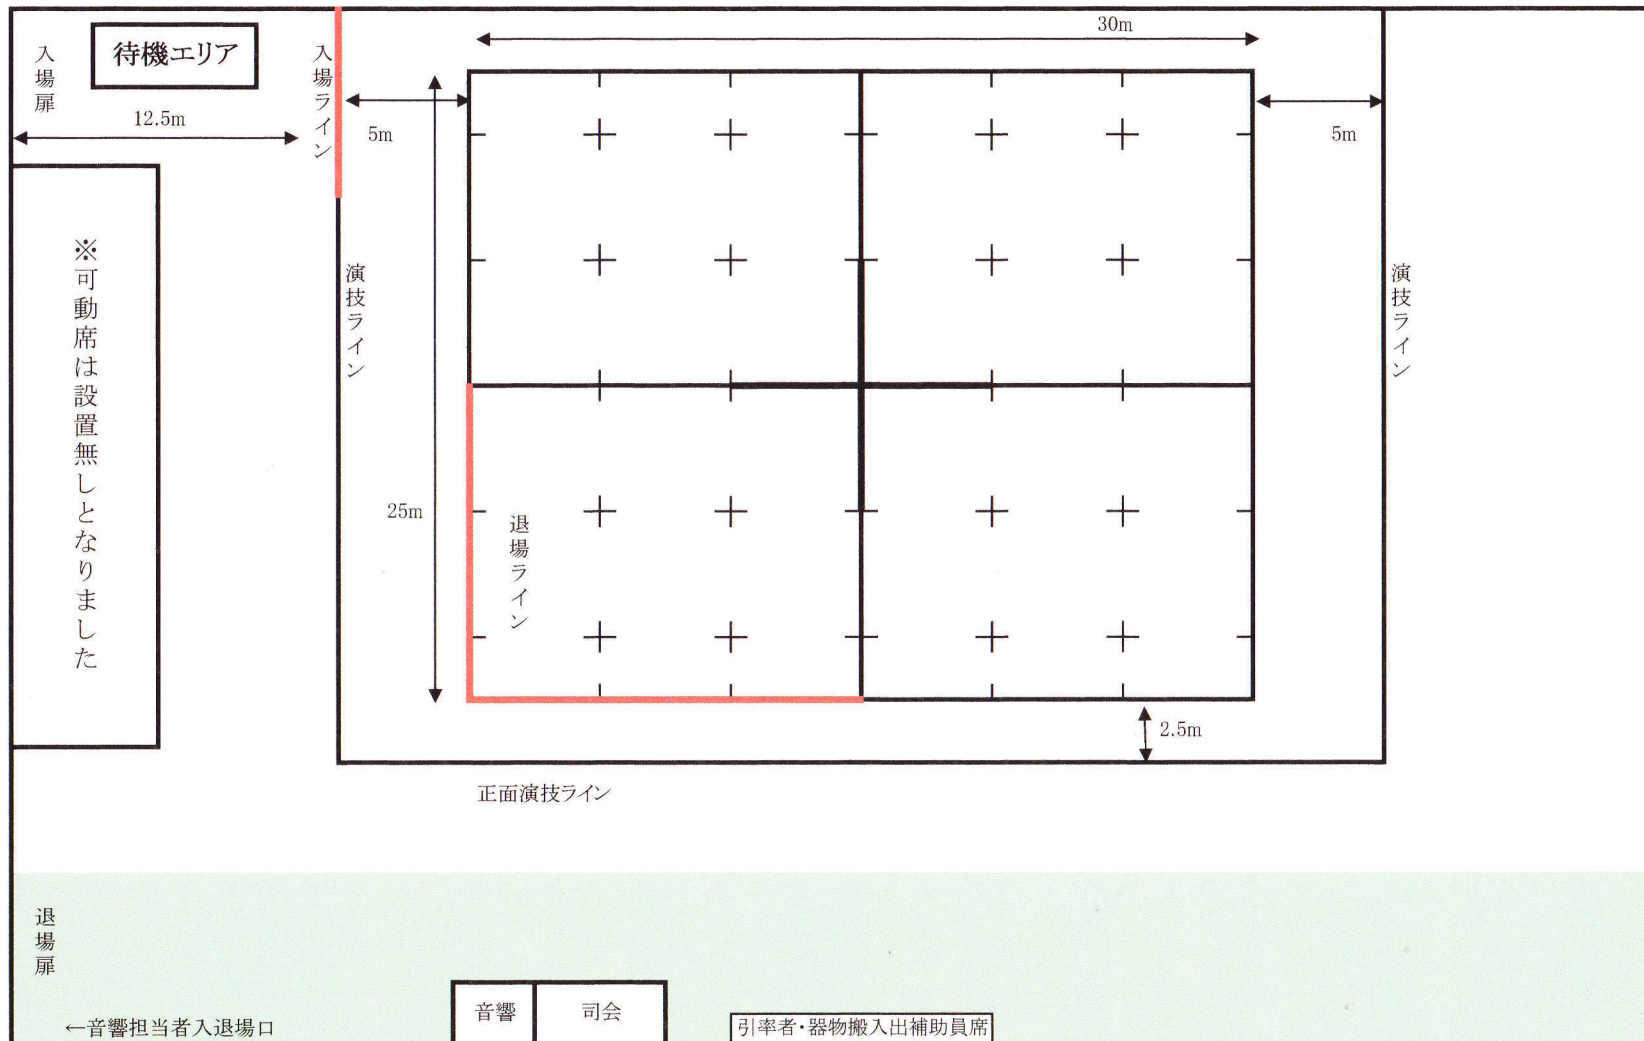 入場扉
待機エリア
12.5m
入場ライン
5m
30m
5m
※可動席は設置無しとなりました
演技ライン
演技ライン
25m
退場ライン
2.5m
正面演技ライン
退場扉
←音響担当者入退場口
音響
司会
引率者・器物搬入出補助員席